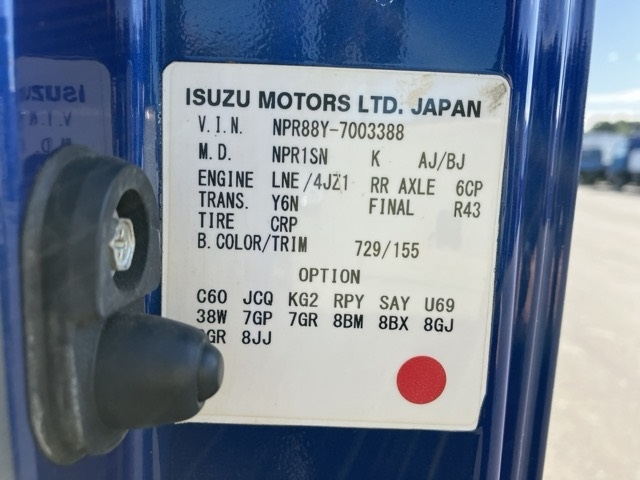 ISUZU MOTORS LTD. JAPAN
V.I.N. NPR88Y-7003388
M.D. NPR1SN K AJ/BJ
ENGINE LNE/4JZ1 RR AXLE 6CP
TRANS. Y6N FINAL R43
TIRE CRP
B.COLOR/TRIM 729/155
OPTION
C60 JCQ KG2 RPY SAY U69
38W 7GP 7GR 8BM 8BX 8GJ
8JJ